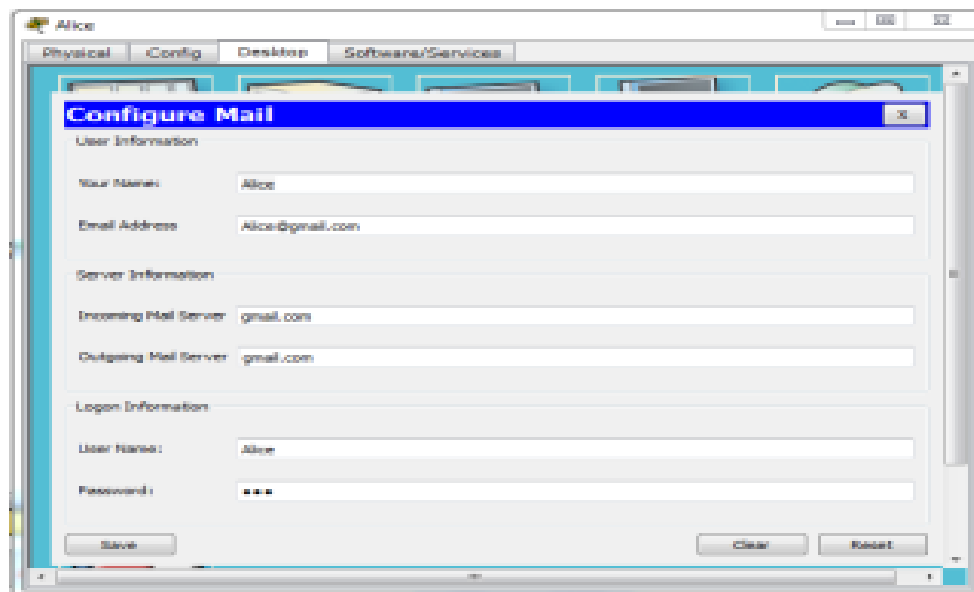 Alice
Physical Config Desktop Software/Services
Configure Mail x
User Information
Your Name: Alice
Email Address Alice@gmail.com
Server Information
Incoming Mail Server gmail.com
Outgoing Mail Server gmail.com
Logon Information
User Name: Alice
Password: •••
Save Clear Reset